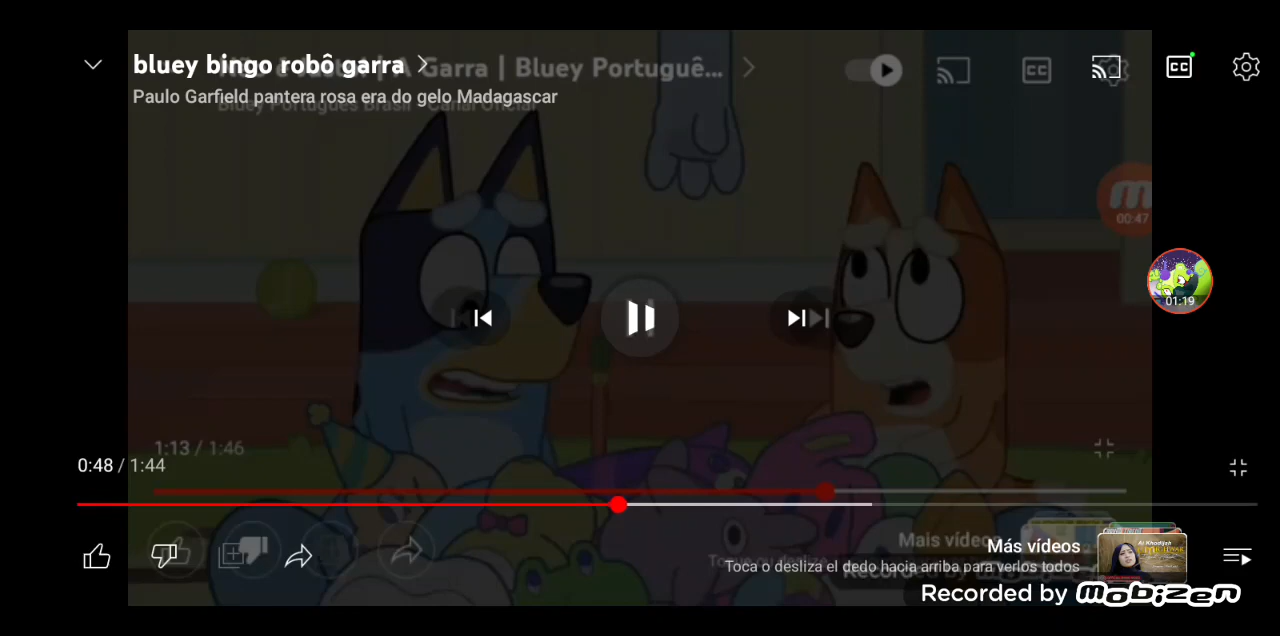 bluey bingo robô garra
Garra | Bluey Portuguê...
Paulo Garfield pantera rosa era do gelo Madagascar
Bluey Português Brasil - Canal Oficial
CC
CC
00:47
01:19
1:13 / 1:46
0:48 / 1:44
Mais vídeos
Más vídeos
Toca o desliza el dedo hacia arriba para verlos todos
Recorded by mobizen